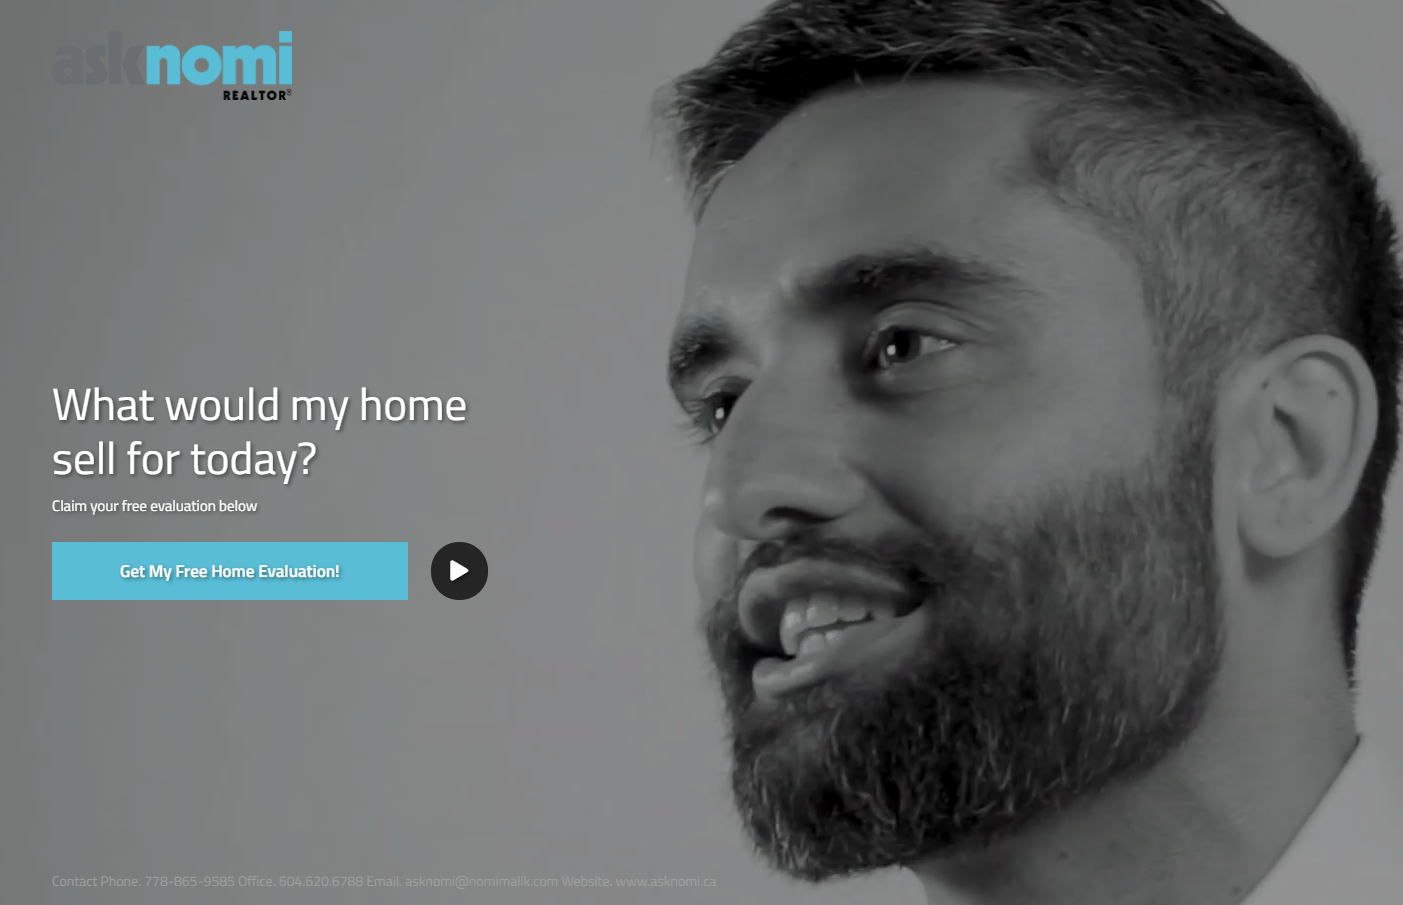 asknomi
REALTOR®
What would my home
sell for today?
Claim your free evaluation below
Get My Free Home Evaluation!
Contact Phone. 778-865-9585 Office. 604.620.6788 Email. asknomi@nomimalik.com Website. www.asknomi.ca